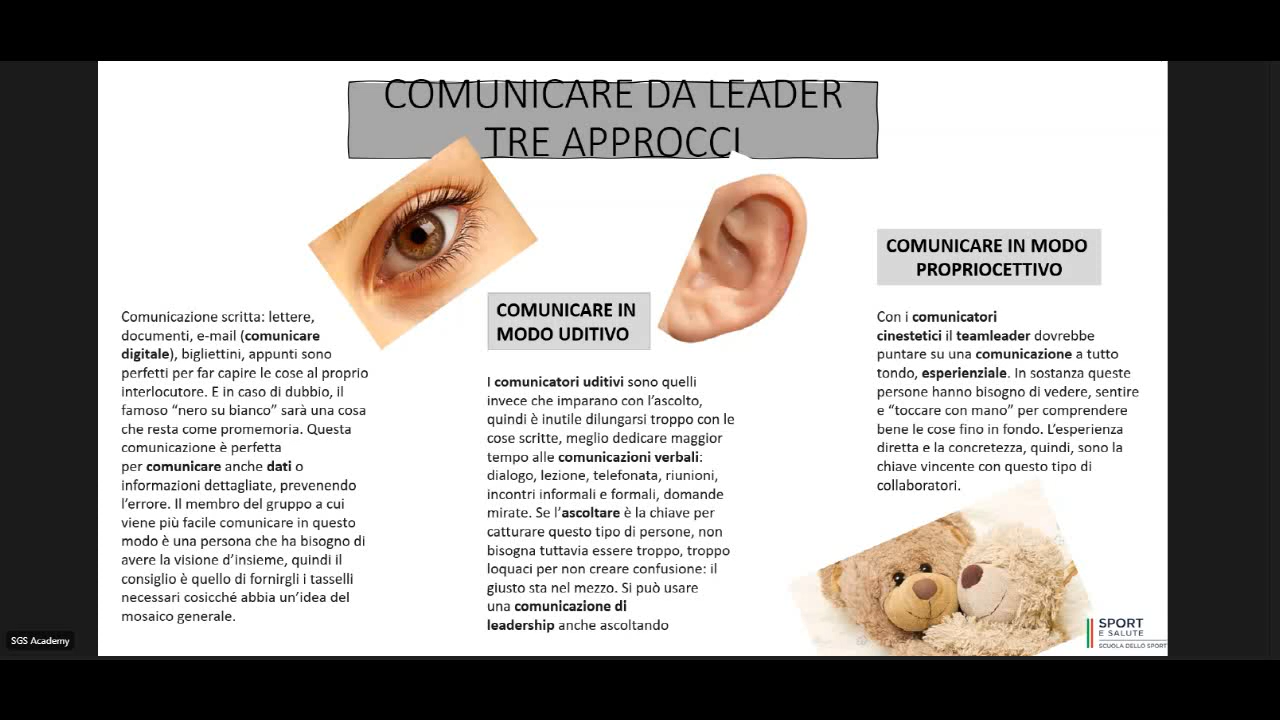 COMUNICARE DA LEADER
TRE APPROCCI
Comunicazione scritta: lettere,
documenti, e-mail (comunicare
digitale), bigliettini, appunti sono
perfetti per far capire le cose al proprio
interlocutore. E in caso di dubbio, il
famoso “nero su bianco” sarà una cosa
che resta come promemoria. Questa
comunicazione è perfetta
per comunicare anche dati o
informazioni dettagliate, prevenendo
l’errore. Il membro del gruppo a cui
viene più facile comunicare in questo
modo è una persona che ha bisogno di
avere la visione d’insieme, quindi il
consiglio è quello di fornirgli i tasselli
necessari cosicché abbia un’idea del
mosaico generale.
COMUNICARE IN
MODO UDITIVO
I comunicatori uditivi sono quelli
invece che imparano con l’ascolto,
quindi è inutile dilungarsi troppo con le
cose scritte, meglio dedicare maggior
tempo alle comunicazioni verbali:
dialogo, lezione, telefonata, riunioni,
incontri informali e formali, domande
mirate. Se l’ascoltare è la chiave per
catturare questo tipo di persone, non
bisogna tuttavia essere troppo, troppo
loquaci per non creare confusione: il
giusto sta nel mezzo. Si può usare
una comunicazione di
leadership anche ascoltando
COMUNICARE IN MODO
PROPRIOCETTIVO
Con i comunicatori
cinestetici il teamleader dovrebbe
puntare su una comunicazione a tutto
tondo, esperienziale. In sostanza queste
persone hanno bisogno di vedere, sentire
e “toccare con mano” per comprendere
bene le cose fino in fondo. L’esperienza
diretta e la concretezza, quindi, sono la
chiave vincente con questo tipo di
collaboratori.
SPORT
E SALUTE
SCUOLA DELLO SPORT
SGS Academy